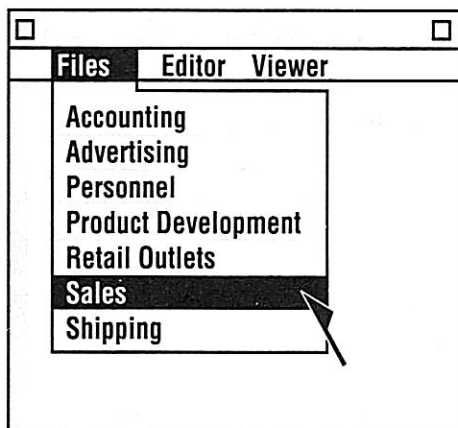 Files Editor Viewer
Accounting
Advertising
Personnel
Product Development
Retail Outlets
Sales
Shipping